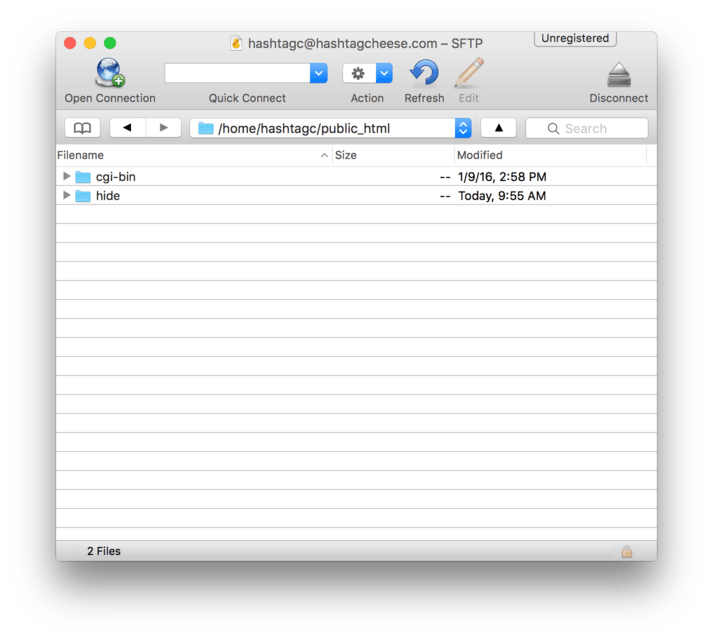 hashtagc@hashtagcheese.com – SFTP
Unregistered
Open Connection
Quick Connect
Action
Refresh
Edit
Disconnect
/home/hashtagc/public_html
Search
Filename Size Modified
cgi-bin -- 1/9/16, 2:58 PM
hide -- Today, 9:55 AM
2 Files